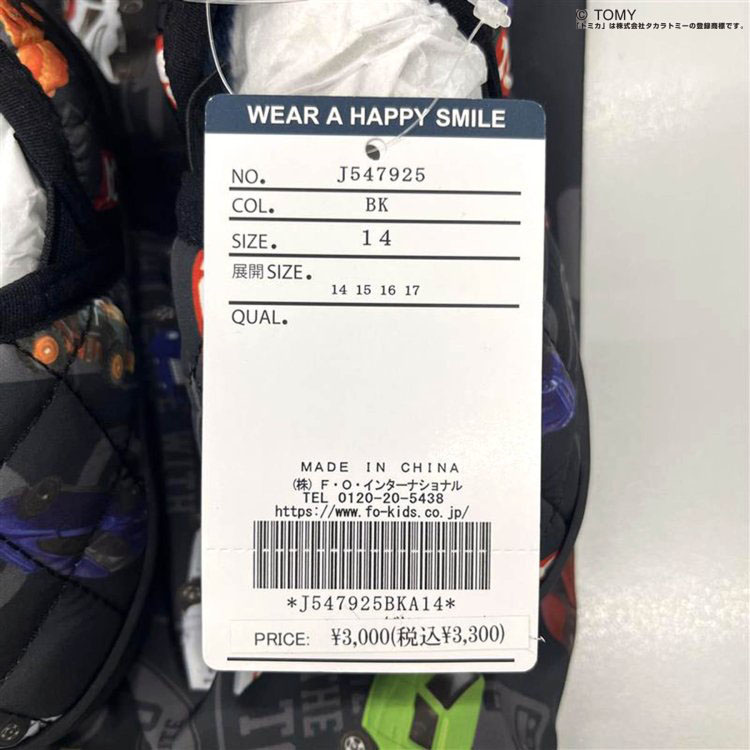 © TOMY
「トミカ」は株式会社タカラトミーの登録商標です。
WEAR A HAPPY SMILE
NO. J547925
COL. BK
SIZE. 14
展開SIZE.
14 15 16 17
QUAL.
MADE IN CHINA
(株) F・O・インターナショナル
TEL 0120-20-5438
https://www.fo-kids.co.jp/
*J547925BKA14*
PRICE: ¥3,000(税込¥3,300)
WITH
THE